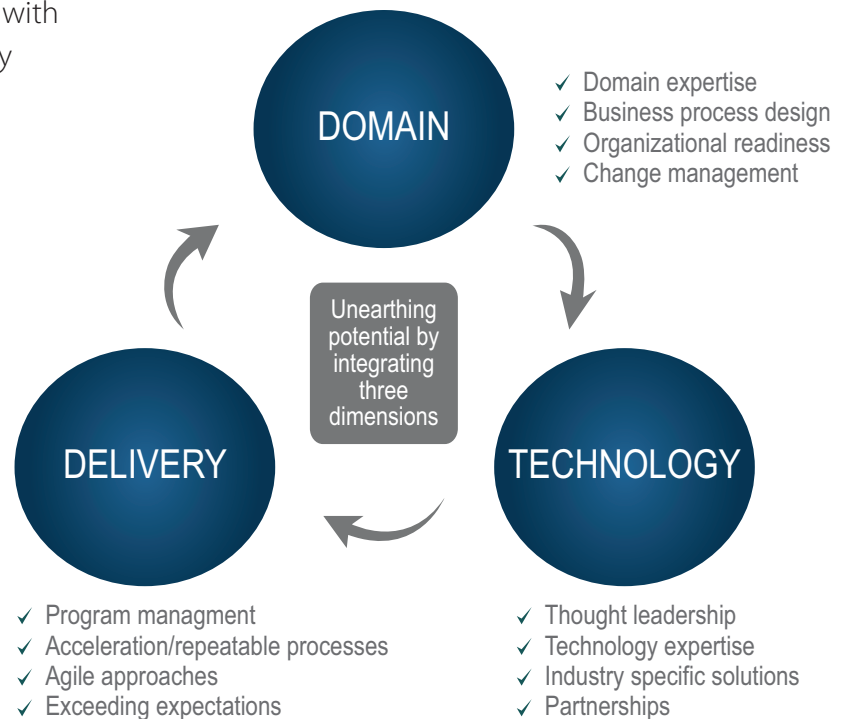 with
y
DOMAIN
Domain expertise
Business process design
Organizational readiness
Change management
Unearthing
potential by
integrating
three
dimensions
DELIVERY
TECHNOLOGY
Program managment
Acceleration/repeatable processes
Agile approaches
Exceeding expectations
Thought leadership
Technology expertise
Industry specific solutions
Partnerships